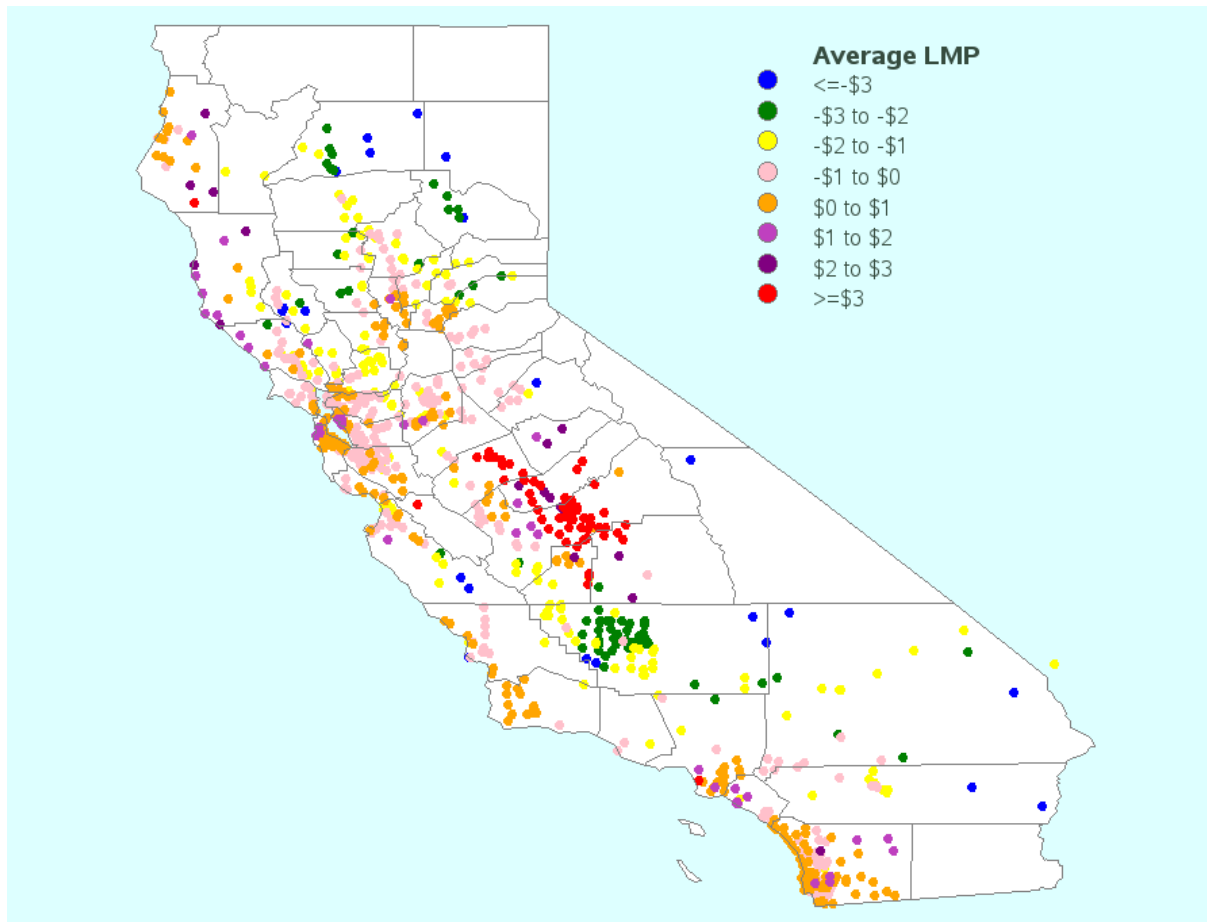 Average LMP
<=-$3
-$3 to -$2
-$2 to -$1
-$1 to $0
$0 to $1
$1 to $2
$2 to $3
>=$3